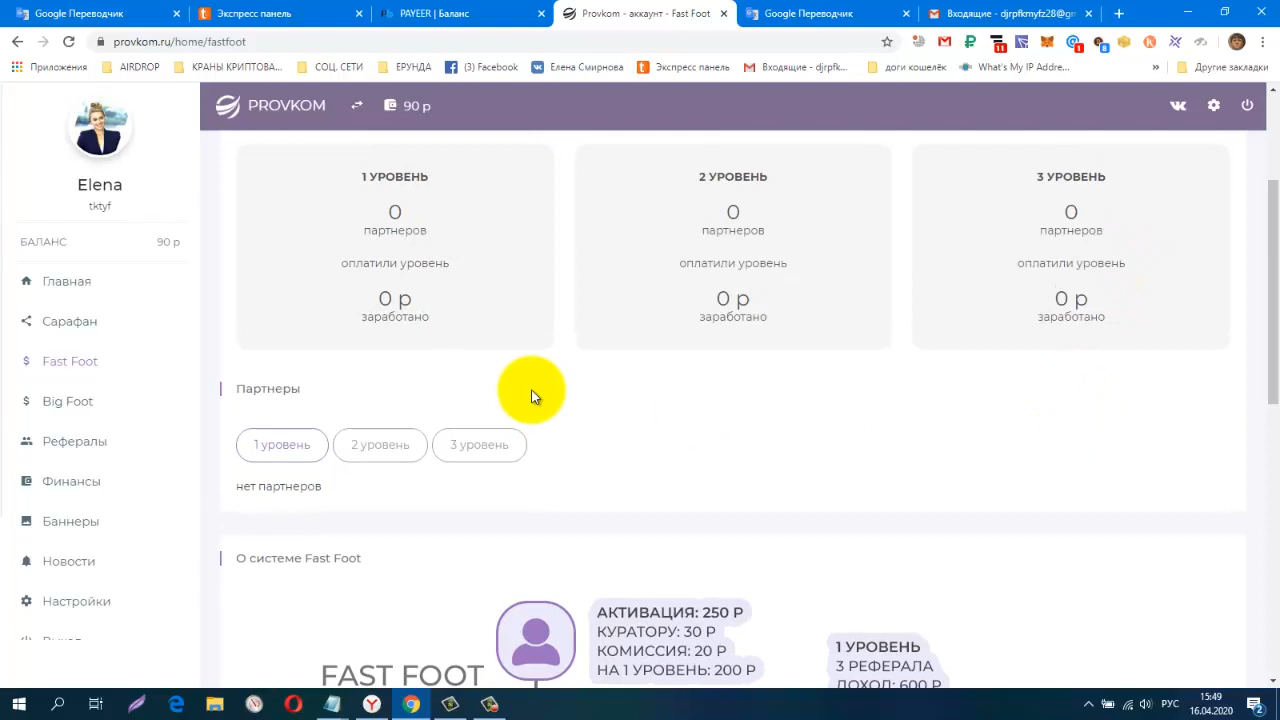 Google Переводчик
Экспресс панель
PAYEER | Баланс
Provkom - аккаунт - Fast Foot
Google Переводчик
Входящие - djrpfkmyfz28@gm
provkom.ru/home/fastfoot
11
1
8
Приложения
AIRDROP
КРАНЫ КРИПТОВА...
СОЦ. СЕТИ
ЕРУНДА
(3) Facebook
Елена Смирнова
Экспресс панель
Входящие - djrpfk...
доги кошелёк
What's My IP Addre...
»
Другие закладки
PROVKOM
90 р
Elena
tktyf
БАЛАНС 90 р
Главная
Сарафан
Fast Foot
Big Foot
Рефералы
Финансы
Баннеры
Новости
Настройки
1 УРОВЕНЬ
0
партнеров
оплатили уровень
0 р
заработано
2 УРОВЕНЬ
0
партнеров
оплатили уровень
0 р
заработано
3 УРОВЕНЬ
0
партнеров
оплатили уровень
0 р
заработано
Партнеры
1 уровень
2 уровень
3 уровень
нет партнеров
О системе Fast Foot
FAST FOOT
АКТИВАЦИЯ: 250 Р
КУРАТОРУ: 30 Р
КОМИССИЯ: 20 Р
НА 1 УРОВЕНЬ: 200 Р
1 УРОВЕНЬ
3 РЕФЕРАЛА
ДОХОД: 600 Р
РУС
15:49
16.04.2020
2